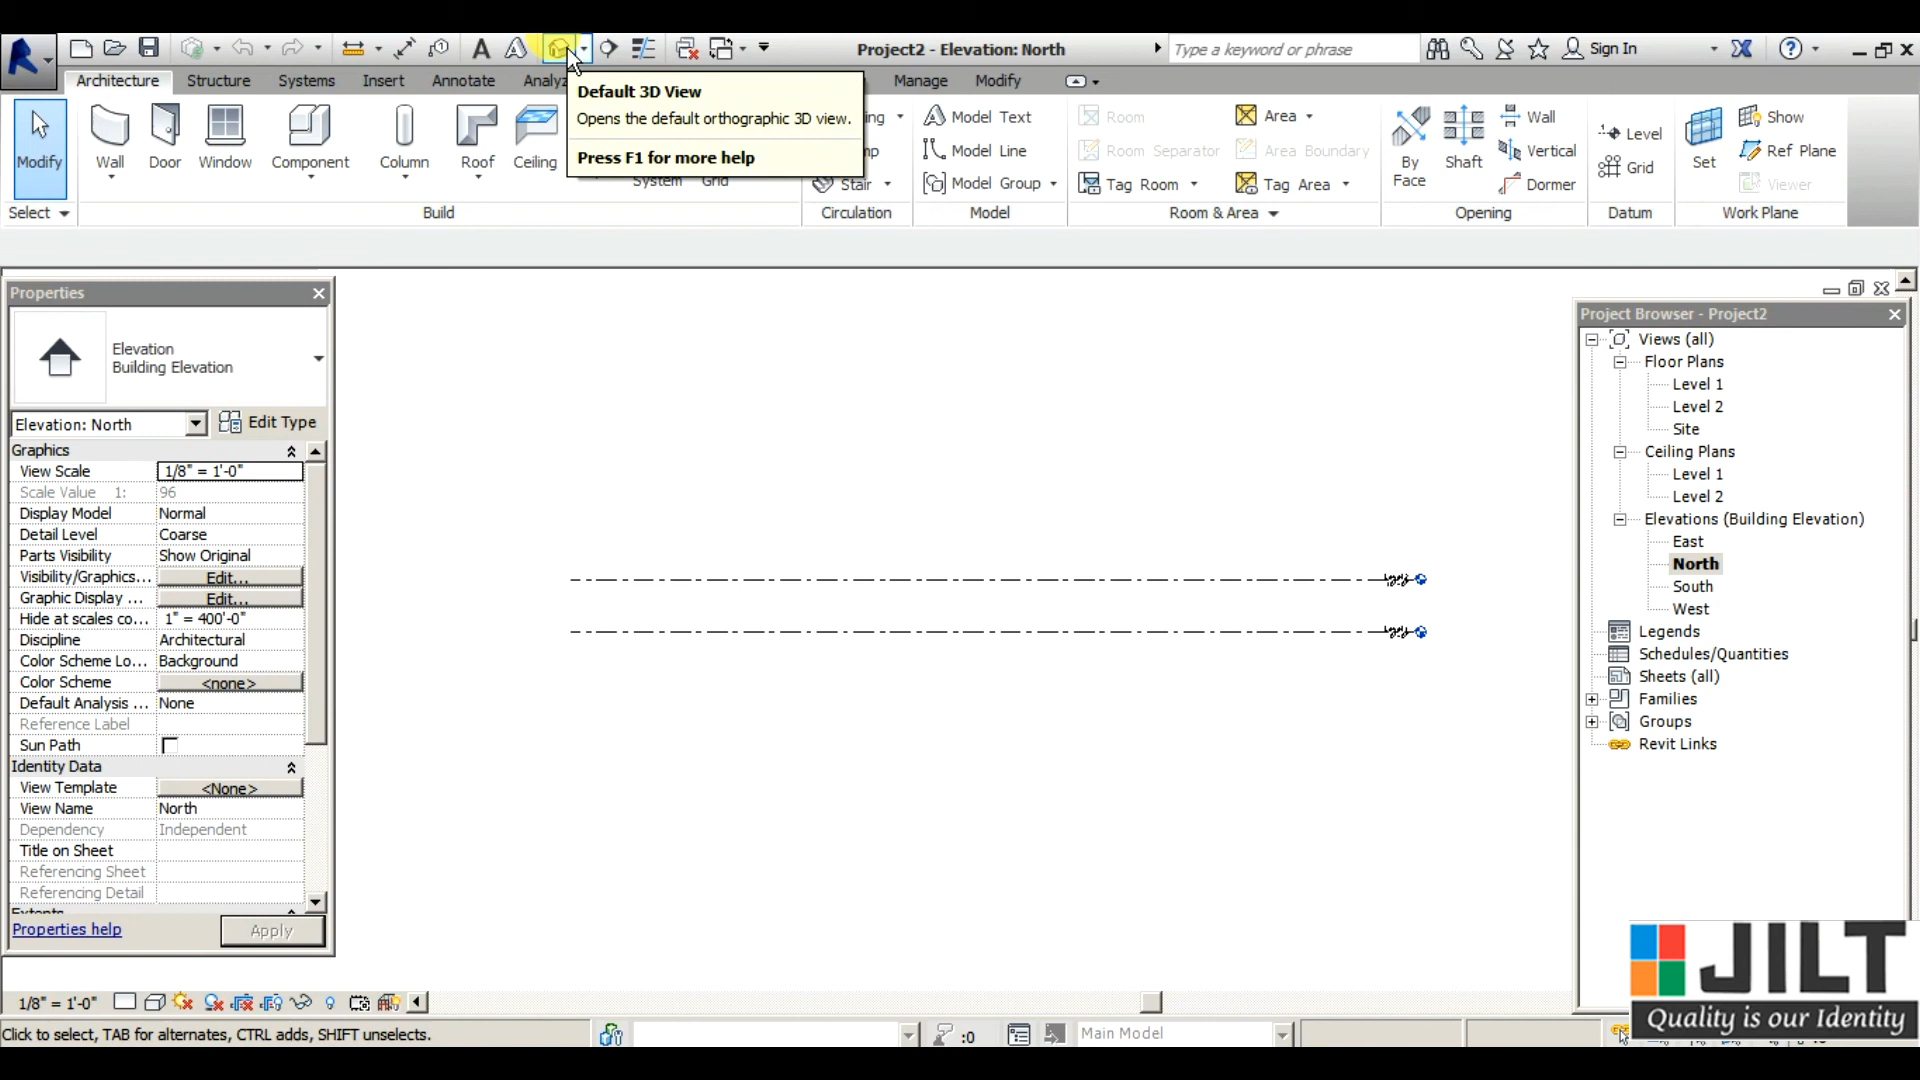 Project2 - Elevation: North
Type a keyword or phrase
Sign In
Architecture
Structure
Systems
Insert
Annotate
Manage
Modify
Default 3D View
Opens the default orthographic 3D view.
Press F1 for more help
Modify
Wall
Door
Window
Component
Column
Roof
Ceiling
System
Grid
Stair
Model Text
Model Line
Model Group
Room
Room Separator
Tag Room
Area
Area Boundary
Tag Area
By
Face
Shaft
Wall
Vertical
Dormer
Level
Grid
Set
Show
Ref Plane
Viewer
Select
Build
Circulation
Model
Room & Area
Opening
Datum
Work Plane
Properties
Elevation
Building Elevation
Elevation: North
Edit Type
Graphics
View Scale 1/8" = 1'-0"
Scale Value 1: 96
Display Model Normal
Detail Level Coarse
Parts Visibility Show Original
Visibility/Graphics... Edit...
Graphic Display ... Edit...
Hide at scales co... 1" = 400'-0"
Discipline Architectural
Color Scheme Lo... Background
Color Scheme <none>
Default Analysis ... None
Reference Label
Sun Path
Identity Data
View Template <None>
View Name North
Dependency Independent
Title on Sheet
Referencing Sheet
Referencing Detail
Extents
Properties help
Apply
Project Browser - Project2
Views (all)
Floor Plans
Level 1
Level 2
Site
Ceiling Plans
Level 1
Level 2
Elevations (Building Elevation)
East
North
South
West
Legends
Schedules/Quantities
Sheets (all)
Families
Groups
Revit Links
1/8" = 1'-0"
Click to select, TAB for alternates, CTRL adds, SHIFT unselects.
:0
Main Model
JILT
Quality is our Identity